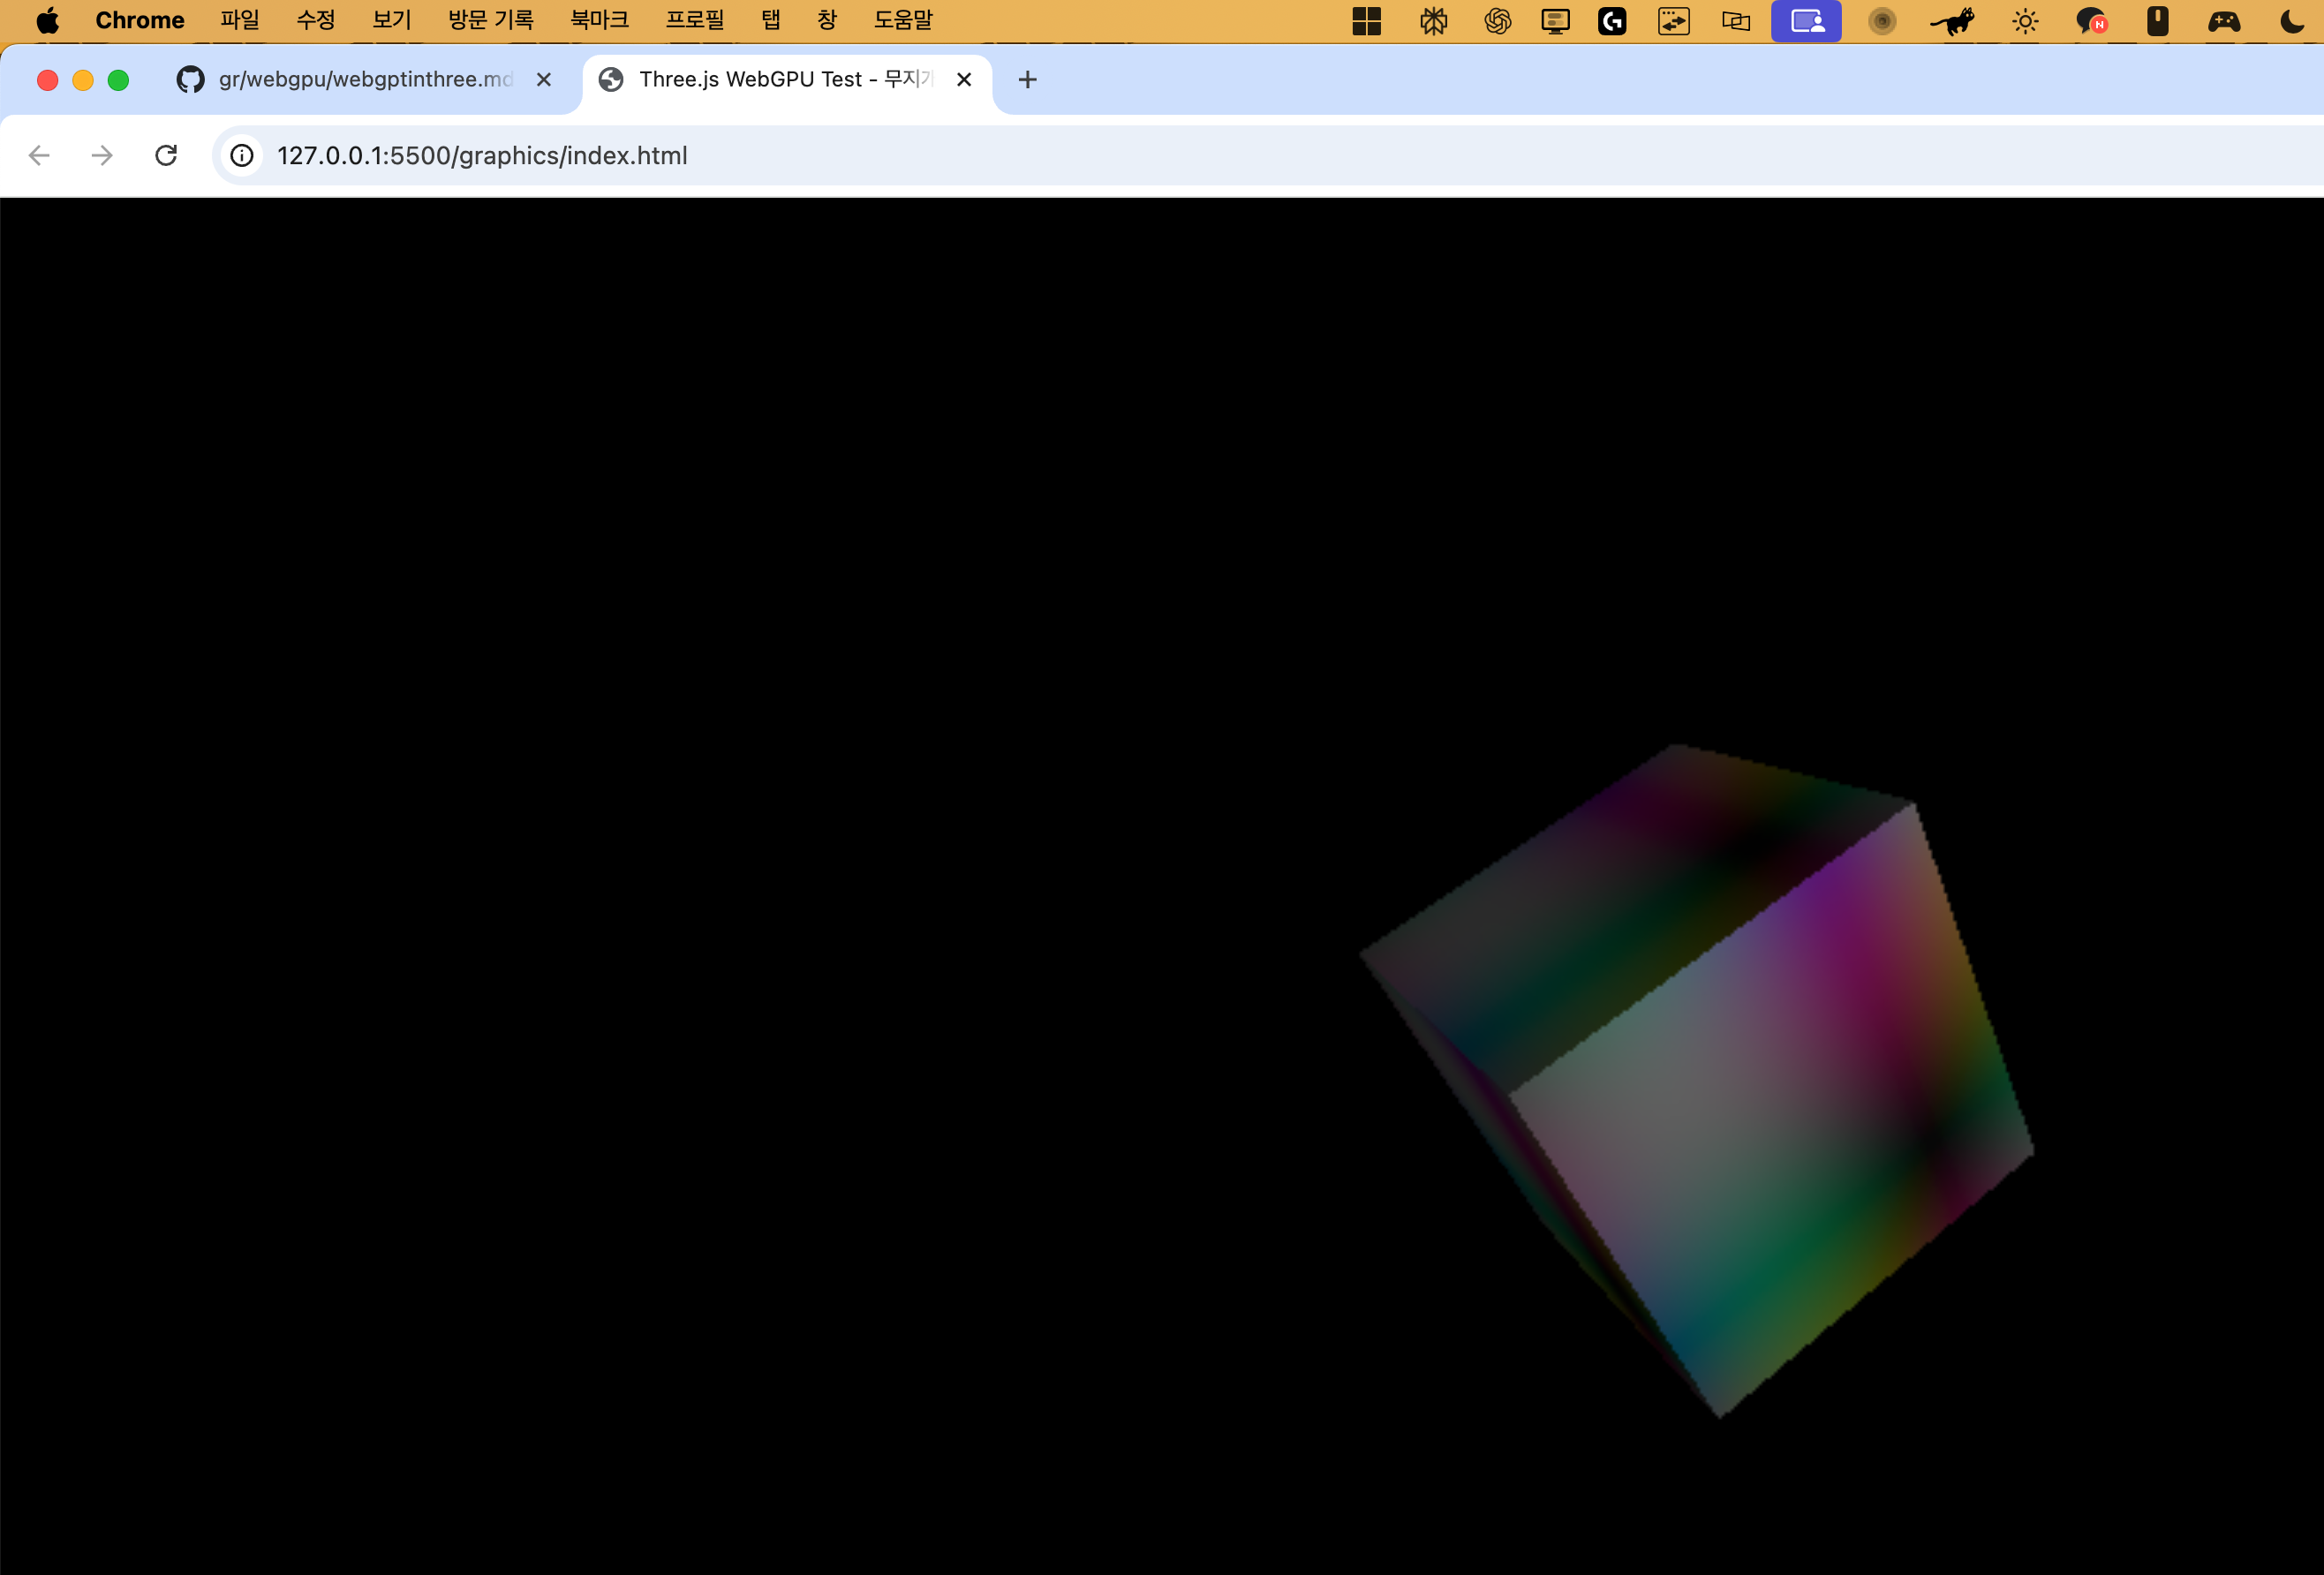 Chrome 파일 수정 보기 방문 기록 북마크 프로필 탭 창 도움말
gr/webgpu/webgptinthree.md
Three.js WebGPU Test - 무지개
127.0.0.1:5500/graphics/index.html